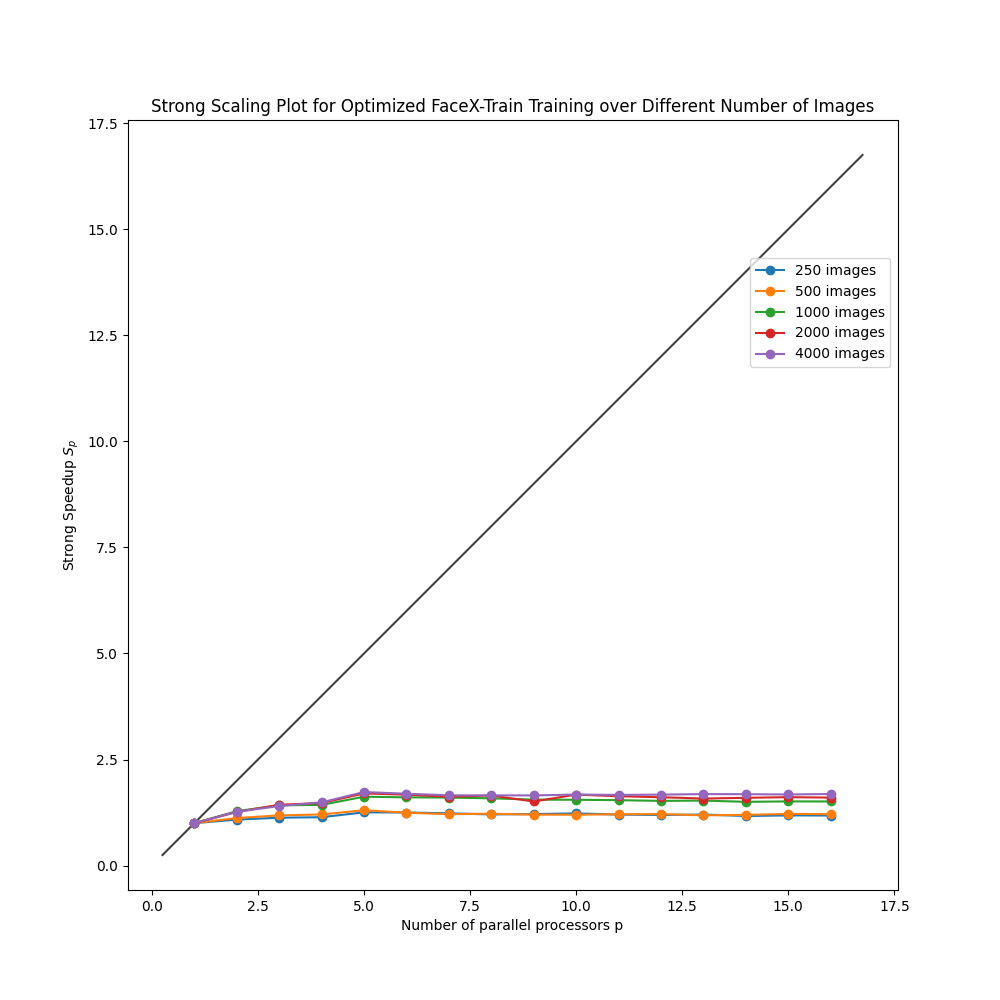 Strong Scaling Plot for Optimized FaceX-Train Training over Different Number of Images
17.5
15.0
12.5
10.0
7.5
5.0
2.5
0.0
Strong Speedup Sₚ
250 images
500 images
1000 images
2000 images
4000 images
0.0 2.5 5.0 7.5 10.0 12.5 15.0 17.5
Number of parallel processors p